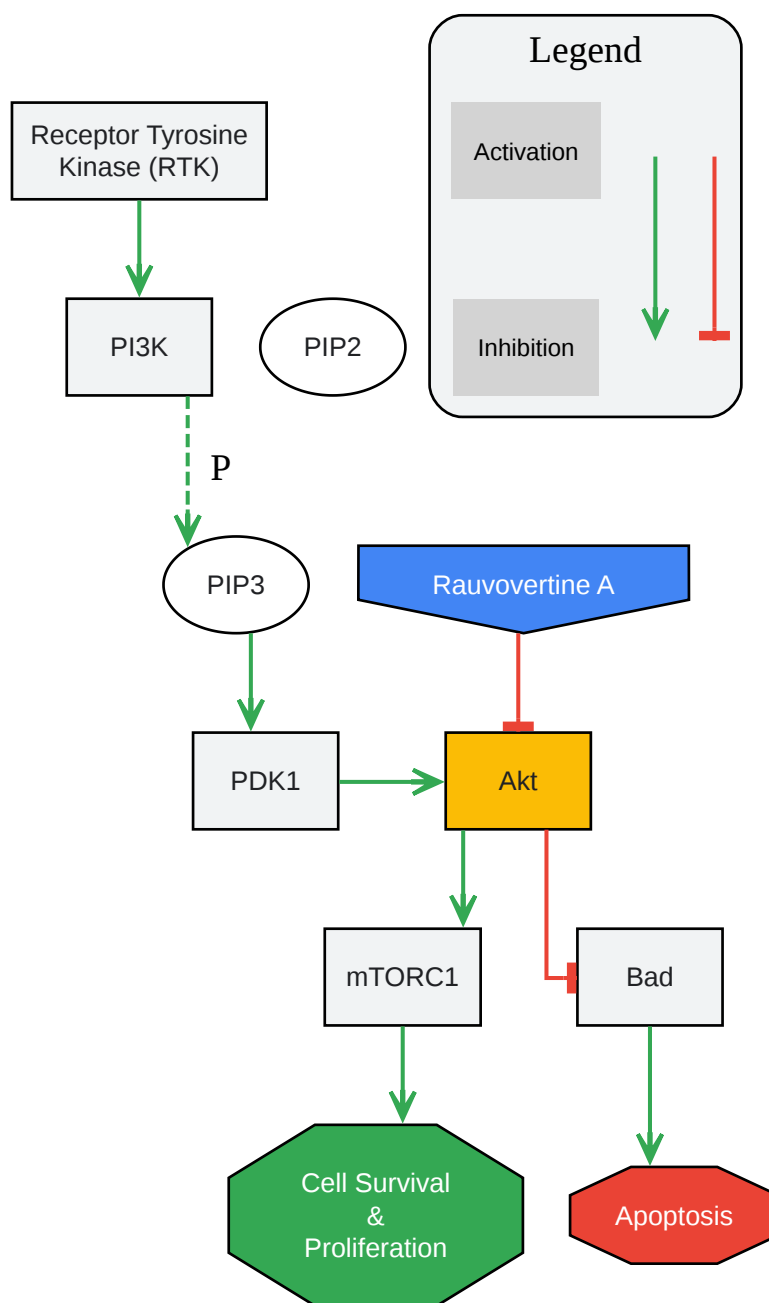 Legend
Receptor Tyrosine
Kinase (RTK)
Activation
PI3K
PIP2
Inhibition
P
PIP3
Rauvovertine A
PDK1
Akt
mTORC1
Bad
Cell Survival
&
Proliferation
Apoptosis